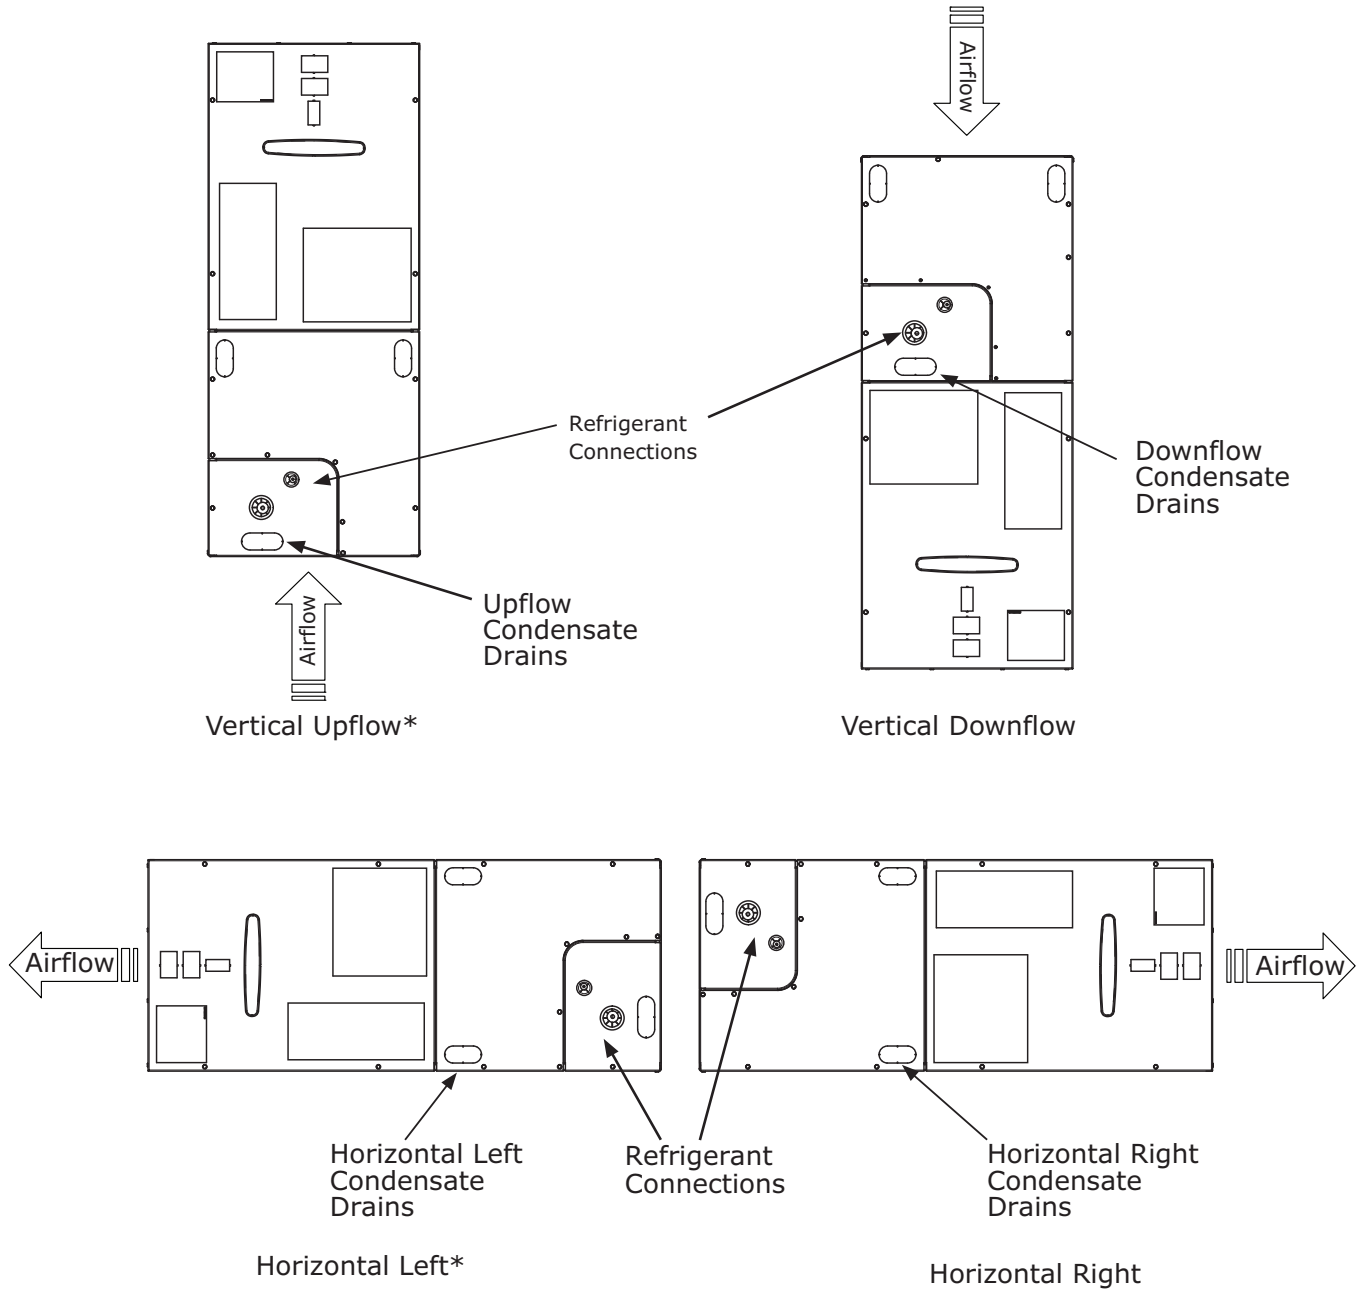 Airflow
Refrigerant
Connections
Downflow
Condensate
Drains
Upflow
Condensate
Drains
Airflow
Vertical Upflow*
Vertical Downflow
Airflow
Airflow
Horizontal Left
Condensate
Drains
Refrigerant
Connections
Horizontal Right
Condensate
Drains
Horizontal Left*
Horizontal Right